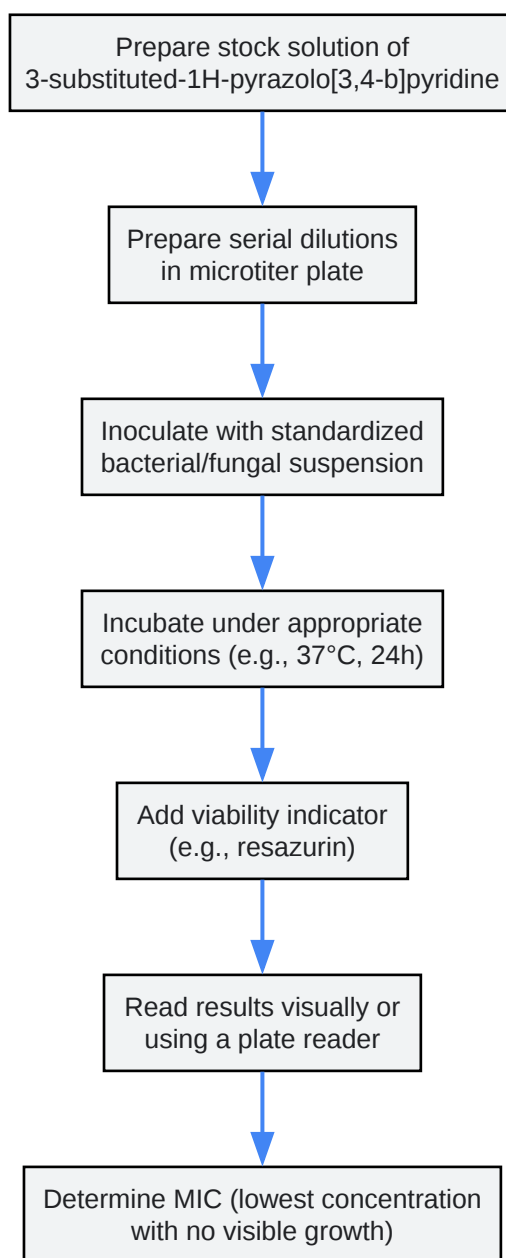 Prepare stock solution of
3-substituted-1H-pyrazolo[3,4-b]pyridine
Prepare serial dilutions
in microtiter plate
Inoculate with standardized
bacterial/fungal suspension
Incubate under appropriate
conditions (e.g., 37°C, 24h)
Add viability indicator
(e.g., resazurin)
Read results visually or
using a plate reader
Determine MIC (lowest concentration
with no visible growth)